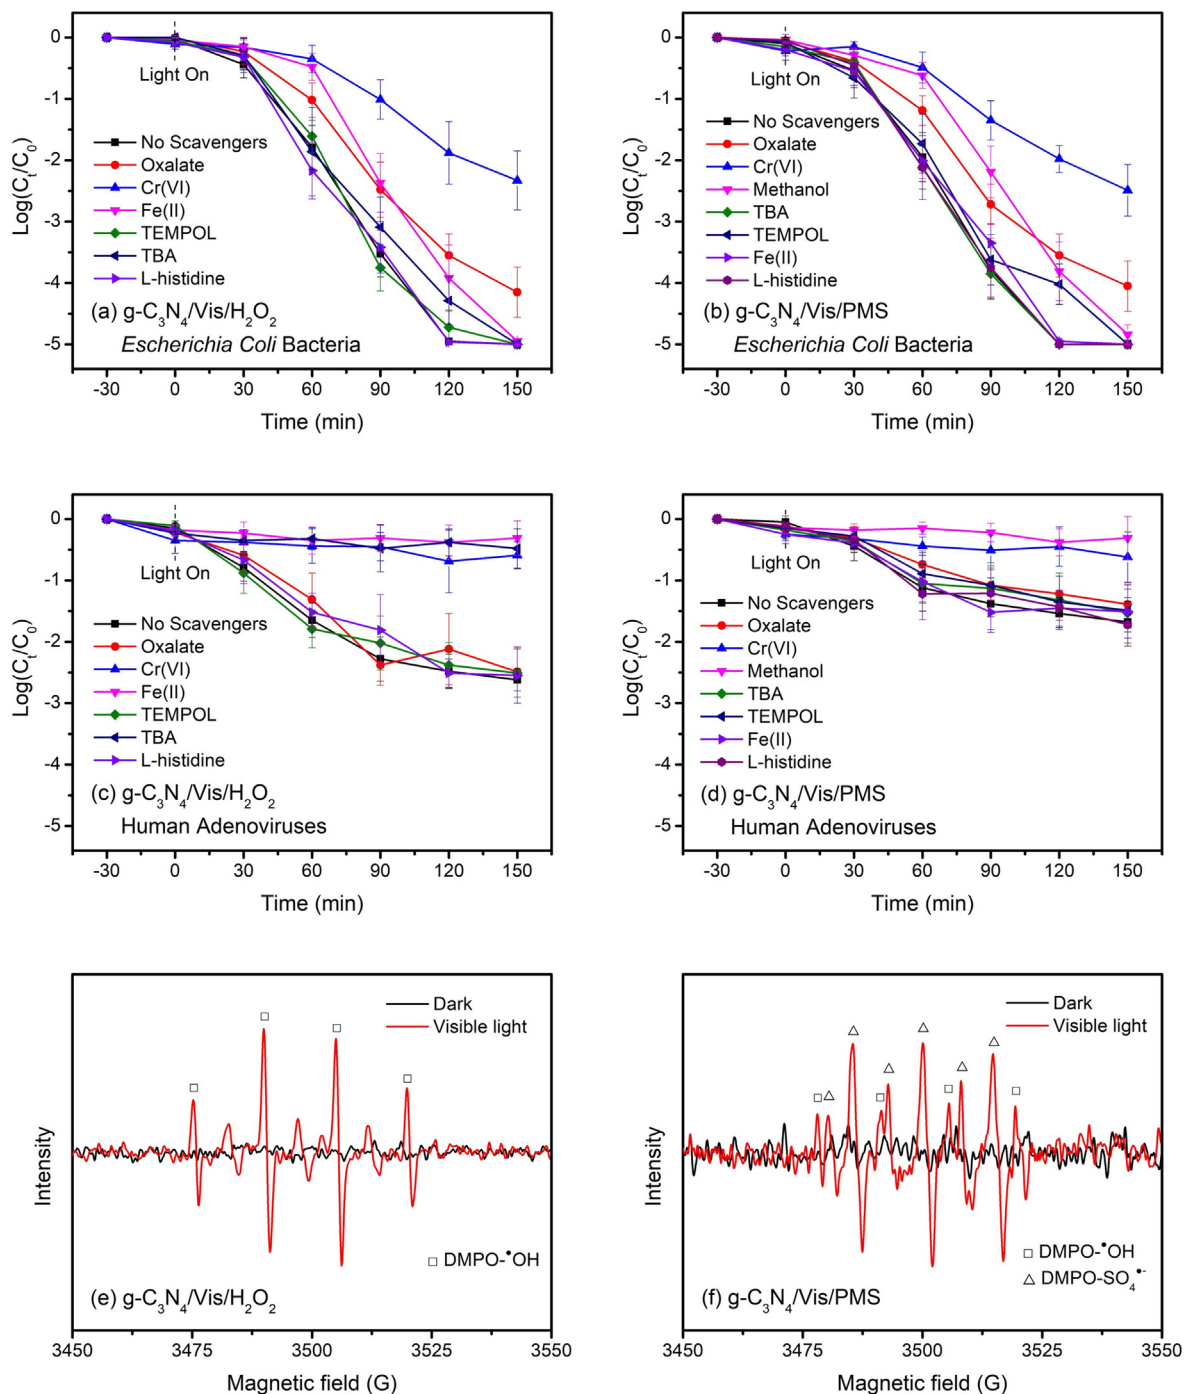 0
-1
-2
-3
-4
-5
Log(Cₜ/C₀)
Light On
No Scavengers
Oxalate
Cr(VI)
Fe(II)
TEMPOL
TBA
L-histidine
(a) g-C₃N₄/Vis/H₂O₂
Escherichia Coli Bacteria
-30 0 30 60 90 120 150
Time (min)
0
-1
-2
-3
-4
-5
Log(Cₜ/C₀)
Light On
No Scavengers
Oxalate
Cr(VI)
Methanol
TBA
TEMPOL
Fe(II)
L-histidine
(b) g-C₃N₄/Vis/PMS
Escherichia Coli Bacteria
-30 0 30 60 90 120 150
Time (min)
0
-1
-2
-3
-4
-5
Log(Cₜ/C₀)
Light On
No Scavengers
Oxalate
Cr(VI)
Fe(II)
TEMPOL
TBA
L-histidine
(c) g-C₃N₄/Vis/H₂O₂
Human Adenoviruses
-30 0 30 60 90 120 150
Time (min)
0
-1
-2
-3
-4
-5
Log(Cₜ/C₀)
Light On
No Scavengers
Oxalate
Cr(VI)
Methanol
TBA
TEMPOL
Fe(II)
L-histidine
(d) g-C₃N₄/Vis/PMS
Human Adenoviruses
-30 0 30 60 90 120 150
Time (min)
Intensity
Dark
Visible light
DMPO-•OH
(e) g-C₃N₄/Vis/H₂O₂
3450 3475 3500 3525 3550
Magnetic field (G)
Intensity
Dark
Visible light
DMPO-•OH
DMPO-SO₄•⁻
(f) g-C₃N₄/Vis/PMS
3450 3475 3500 3525 3550
Magnetic field (G)